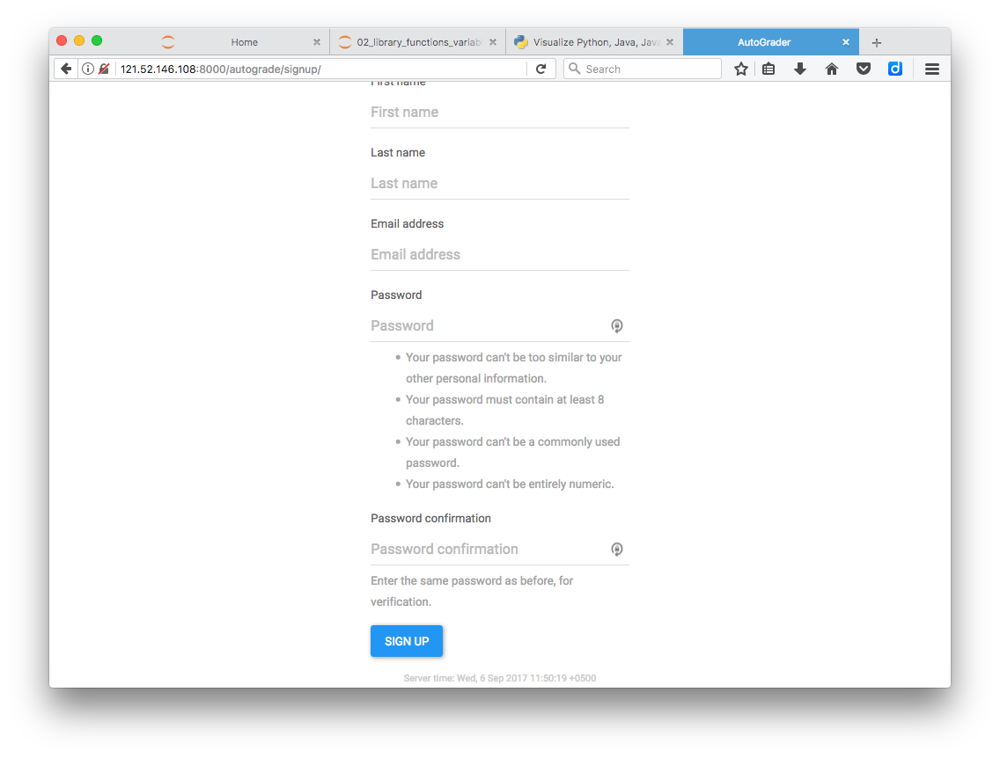 Home
02_library_functions_variab
Visualize Python, Java, Java
AutoGrader
121.52.146.108:8000/autograde/signup/
Search
First name
First name
Last name
Last name
Email address
Email address
Password
Password
Your password can't be too similar to your
other personal information.
Your password must contain at least 8
characters.
Your password can't be a commonly used
password.
Your password can't be entirely numeric.
Password confirmation
Password confirmation
Enter the same password as before, for
verification.
SIGN UP
Server time: Wed, 6 Sep 2017 11:50:19 +0500